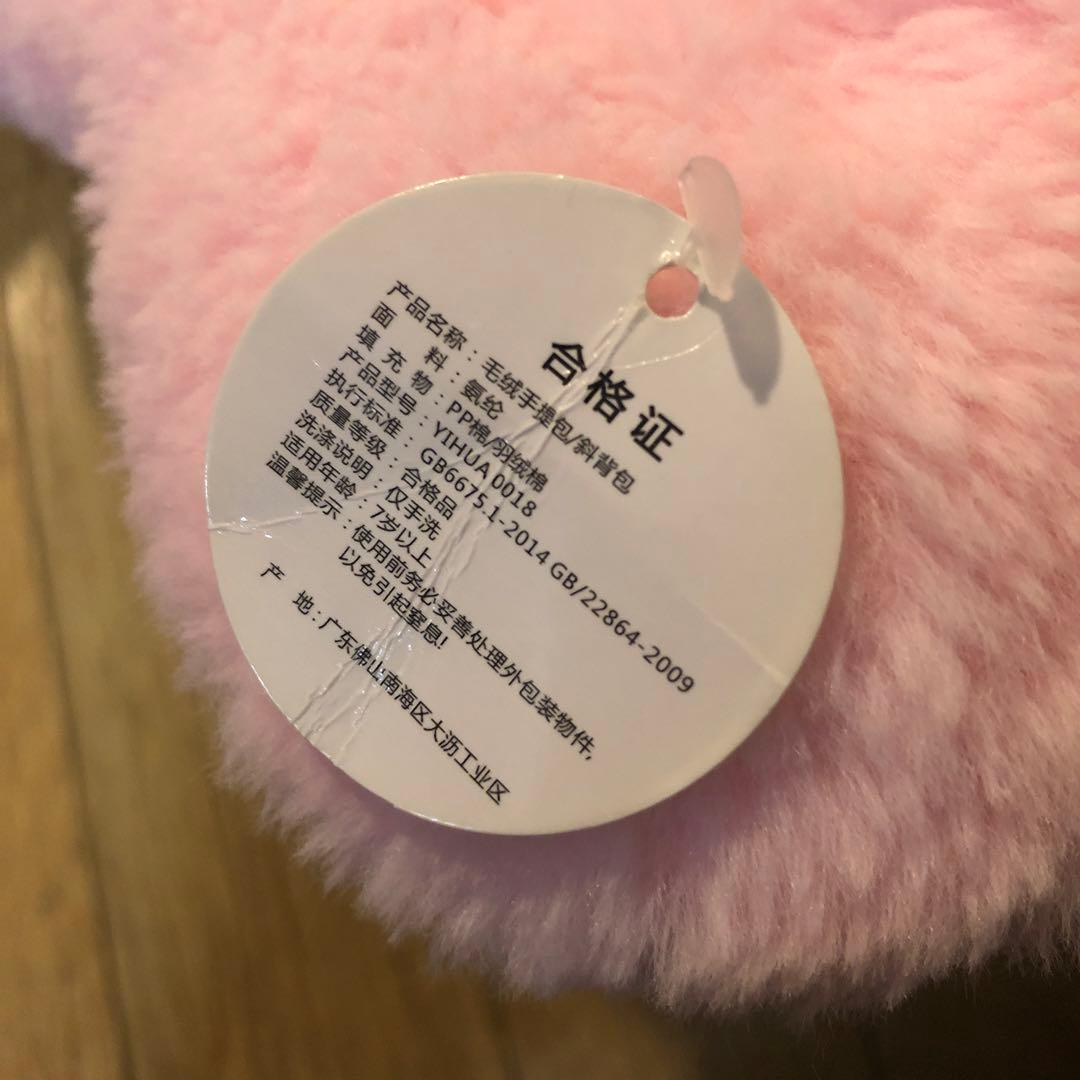 合格证
产品名称：毛绒手提包/斜背包
面料：氨纶
填充物：PP棉/羽绒棉
产品型号：YIHUA 0018
执行标准：GB6675.1-2014 GB/22864-2009
质量等级：合格品
洗涤说明：仅手洗
适用年龄：7岁以上
温馨提示：使用前务必妥善处理外包装物件,
以免引起窒息!
产地：广东佛山南海区大沥工业区